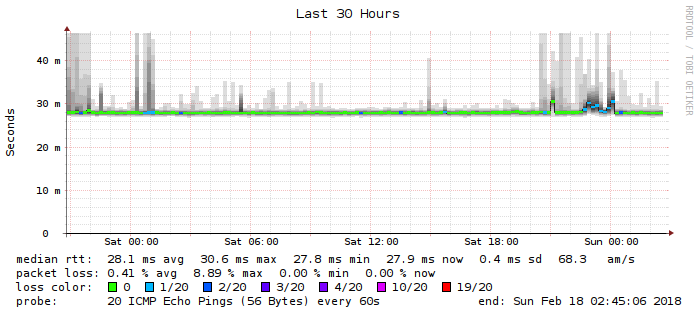 Last 30 Hours
RRDTOOL / TOBI OETIKER
Seconds
40 m
30 m
20 m
10 m
0
Sat 00:00 Sat 06:00 Sat 12:00 Sat 18:00 Sun 00:00
median rtt: 28.1 ms avg 30.6 ms max 27.8 ms min 27.9 ms now 0.4 ms sd 68.3 am/s
packet loss: 0.41 % avg 8.89 % max 0.00 % min 0.00 % now
loss color: 0 1/20 2/20 3/20 4/20 10/20 19/20
probe: 20 ICMP Echo Pings (56 Bytes) every 60s end: Sun Feb 18 02:45:06 2018